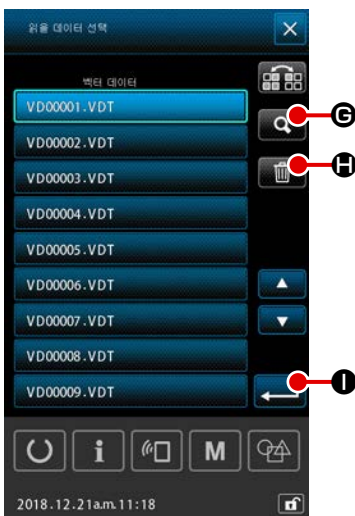 읽을 데이터 선택
벡터 데이터
VD00001.VDT
G
VD00002.VDT
H
VD00003.VDT
VD00004.VDT
VD00005.VDT
VD00006.VDT
VD00007.VDT
VD00008.VDT
VD00009.VDT
I
i
M
2018.12.21a.m.11:18